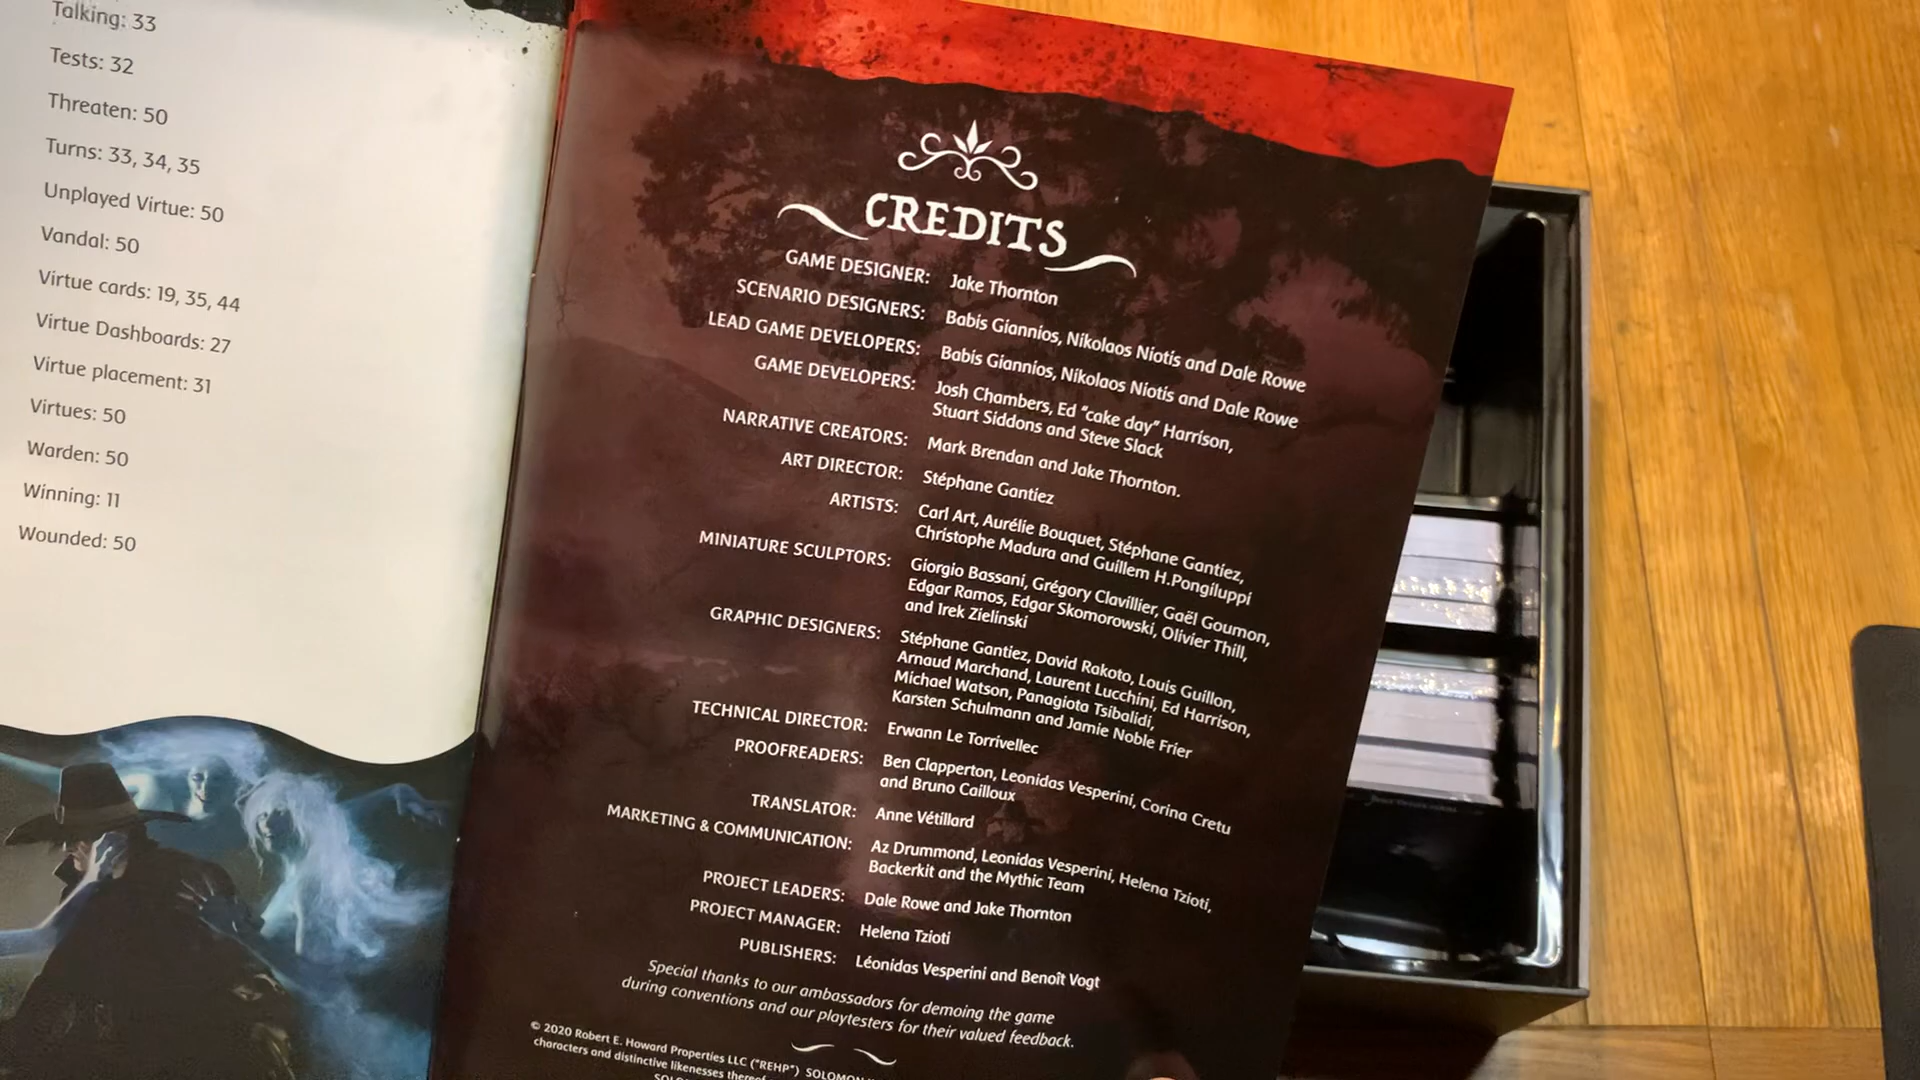 Talking: 33
Tests: 32
Threaten: 50
Turns: 33, 34, 35
Unplayed Virtue: 50
Vandal: 50
Virtue cards: 19, 35, 44
Virtue Dashboards: 27
Virtue placement: 31
Virtues: 50
Warden: 50
Winning: 11
Wounded: 50
CREDITS
GAME DESIGNER: Jake Thornton
SCENARIO DESIGNERS: Babis Giannios, Nikolaos Niotis and Dale Rowe
LEAD GAME DEVELOPERS: Babis Giannios, Nikolaos Niotis and Dale Rowe
GAME DEVELOPERS: Josh Chambers, Ed "cake day" Harrison,
Stuart Siddons and Steve Slack
NARRATIVE CREATORS: Mark Brendan and Jake Thornton.
ART DIRECTOR: Stéphane Gantiez
ARTISTS: Carl Art, Aurélie Bouquet, Stéphane Gantiez,
Christophe Madura and Guillem H.Pongiluppi
MINIATURE SCULPTORS: Giorgio Bassani, Grégory Clavillier, Gaël Goumon,
Edgar Ramos, Edgar Skomorowski, Olivier Thill,
and Irek Zielinski
GRAPHIC DESIGNERS: Stéphane Gantiez, David Rakoto, Louis Guillon,
Arnaud Marchand, Laurent Lucchini, Ed Harrison,
Michael Watson, Panagiota Tsibalidi,
Karsten Schulmann and Jamie Noble Frier
TECHNICAL DIRECTOR: Erwann Le Torrivellec
PROOFREADERS: Ben Clapperton, Leonidas Vesperini, Corina Cretu
and Bruno Cailloux
TRANSLATOR: Anne Vétillard
MARKETING & COMMUNICATION: Az Drummond, Leonidas Vesperini, Helena Tzioti,
Backerkit and the Mythic Team
PROJECT LEADERS: Dale Rowe and Jake Thornton
PROJECT MANAGER: Helena Tzioti
PUBLISHERS: Léonidas Vesperini and Benoît Vogt
Special thanks to our ambassadors for demoing the game
during conventions and our playtesters for their valued feedback.
© 2020 Robert E. Howard Properties LLC ("REHP") SOLOMON
characters and distinctive likenesses